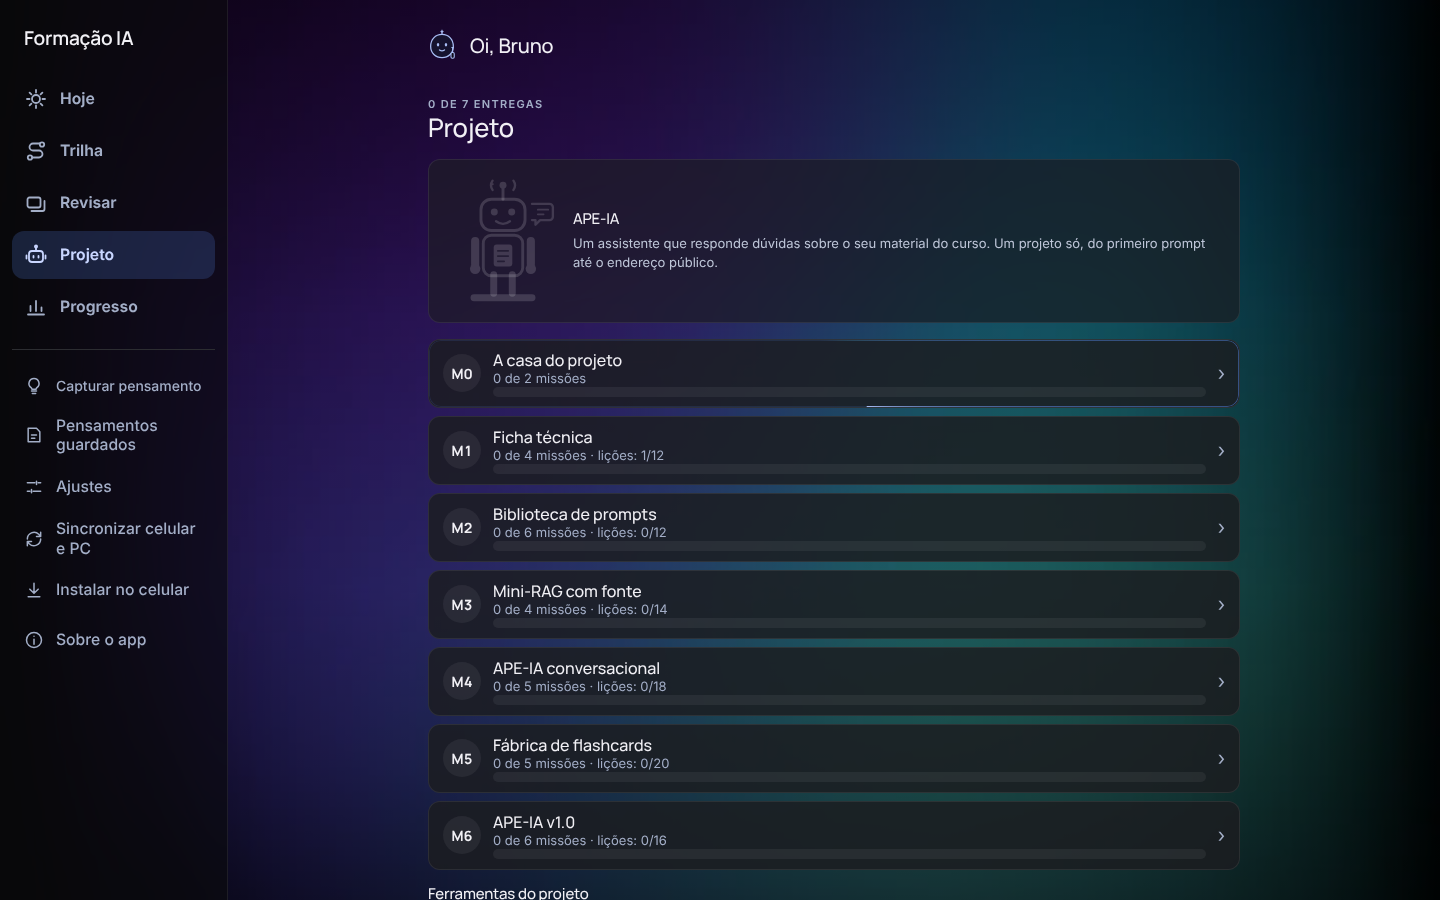 Formação IA
Hoje
Trilha
Revisar
Projeto
Progresso
Capturar pensamento
Pensamentos
guardados
Ajustes
Sincronizar celular
e PC
Instalar no celular
Sobre o app
Oi, Bruno
0 DE 7 ENTREGAS
Projeto
APE-IA
Um assistente que responde dúvidas sobre o seu material do curso. Um projeto só, do primeiro prompt
até o endereço público.
M0
A casa do projeto
0 de 2 missões
M1
Ficha técnica
0 de 4 missões · lições: 1/12
M2
Biblioteca de prompts
0 de 6 missões · lições: 0/12
M3
Mini-RAG com fonte
0 de 4 missões · lições: 0/14
M4
APE-IA conversacional
0 de 5 missões · lições: 0/18
M5
Fábrica de flashcards
0 de 5 missões · lições: 0/20
M6
APE-IA v1.0
0 de 6 missões · lições: 0/16
Ferramentas do projeto